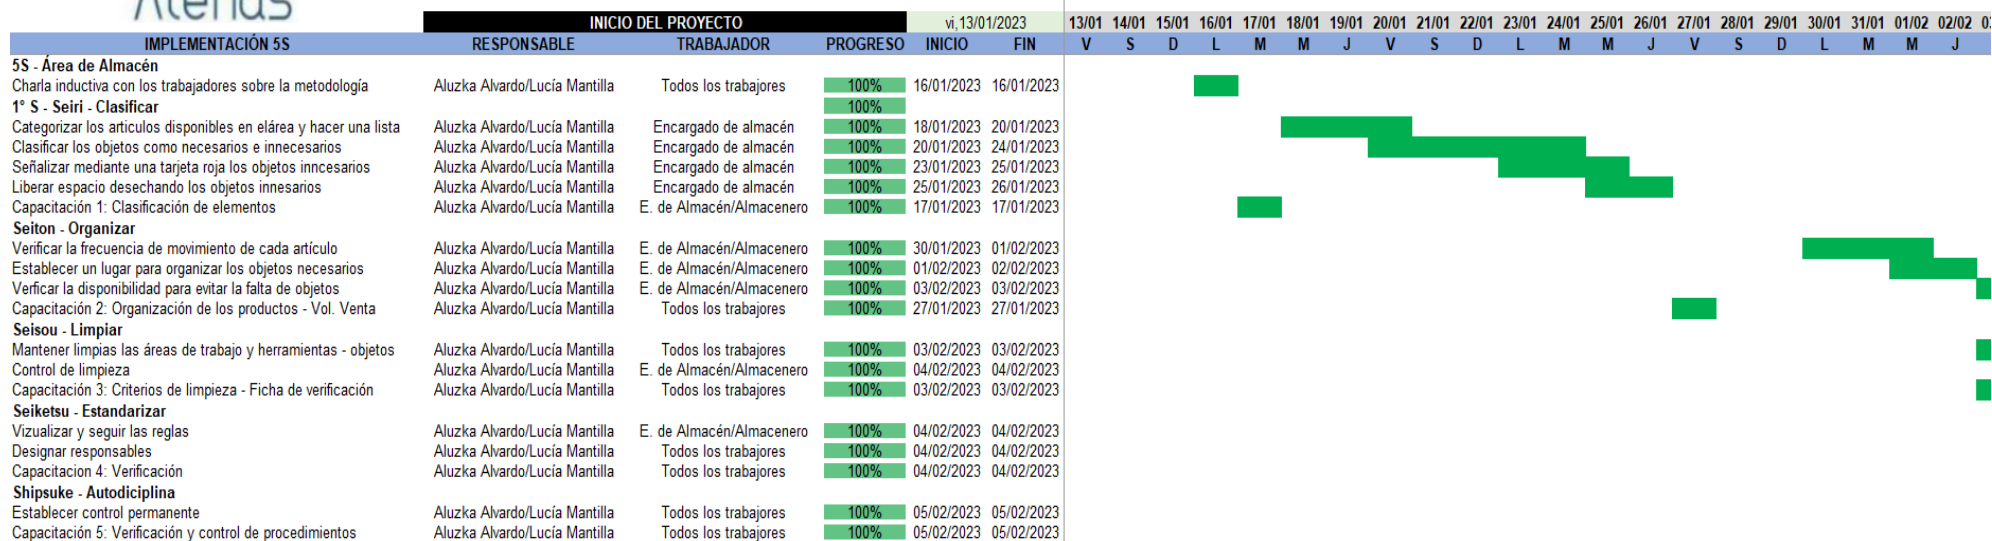 Atenas
INICIO DEL PROYECTO vi, 13/01/2023 13/01 14/01 15/01 16/01 17/01 18/01 19/01 20/01 21/01 22/01 23/01 24/01 25/01 26/01 27/01 28/01 29/01 30/01 31/01 01/02 02/02
IMPLEMENTACIÓN 5S RESPONSABLE TRABAJADOR PROGRESO INICIO FIN V S D L M M J V S D L M M J V S D L M M J
5S - Área de Almacén
Charla inductiva con los trabajadores sobre la metodología Aluzka Alvardo/Lucía Mantilla Todos los trabajores 100% 16/01/2023 16/01/2023
1° S - Seiri - Clasificar 100%
Categorizar los articulos disponibles en elárea y hacer una lista Aluzka Alvardo/Lucía Mantilla Encargado de almacén 100% 18/01/2023 20/01/2023
Clasificar los objetos como necesarios e innecesarios Aluzka Alvardo/Lucía Mantilla Encargado de almacén 100% 20/01/2023 24/01/2023
Señalizar mediante una tarjeta roja los objetos inncesarios Aluzka Alvardo/Lucía Mantilla Encargado de almacén 100% 23/01/2023 25/01/2023
Liberar espacio desechando los objetos innesarios Aluzka Alvardo/Lucía Mantilla Encargado de almacén 100% 25/01/2023 26/01/2023
Capacitación 1: Clasificación de elementos Aluzka Alvardo/Lucía Mantilla E. de Almacén/Almacenero 100% 17/01/2023 17/01/2023
Seiton - Organizar
Verificar la frecuencia de movimiento de cada artículo Aluzka Alvardo/Lucía Mantilla E. de Almacén/Almacenero 100% 30/01/2023 01/02/2023
Establecer un lugar para organizar los objetos necesarios Aluzka Alvardo/Lucía Mantilla E. de Almacén/Almacenero 100% 01/02/2023 02/02/2023
Verficar la disponibilidad para evitar la falta de objetos Aluzka Alvardo/Lucía Mantilla E. de Almacén/Almacenero 100% 03/02/2023 03/02/2023
Capacitación 2: Organización de los productos - Vol. Venta Aluzka Alvardo/Lucía Mantilla Todos los trabajores 100% 27/01/2023 27/01/2023
Seisou - Limpiar
Mantener limpias las áreas de trabajo y herramientas - objetos Aluzka Alvardo/Lucía Mantilla Todos los trabajores 100% 03/02/2023 03/02/2023
Control de limpieza Aluzka Alvardo/Lucía Mantilla E. de Almacén/Almacenero 100% 04/02/2023 04/02/2023
Capacitación 3: Criterios de limpieza - Ficha de verificación Aluzka Alvardo/Lucía Mantilla Todos los trabajores 100% 03/02/2023 03/02/2023
Seiketsu - Estandarizar
Vizualizar y seguir las reglas Aluzka Alvardo/Lucía Mantilla E. de Almacén/Almacenero 100% 04/02/2023 04/02/2023
Designar responsables Aluzka Alvardo/Lucía Mantilla Todos los trabajores 100% 04/02/2023 04/02/2023
Capacitacion 4: Verificación Aluzka Alvardo/Lucía Mantilla Todos los trabajores 100% 04/02/2023 04/02/2023
Shipsuke - Autodiciplina
Establecer control permanente Aluzka Alvardo/Lucía Mantilla Todos los trabajores 100% 05/02/2023 05/02/2023
Capacitación 5: Verificación y control de procedimientos Aluzka Alvardo/Lucía Mantilla Todos los trabajores 100% 05/02/2023 05/02/2023